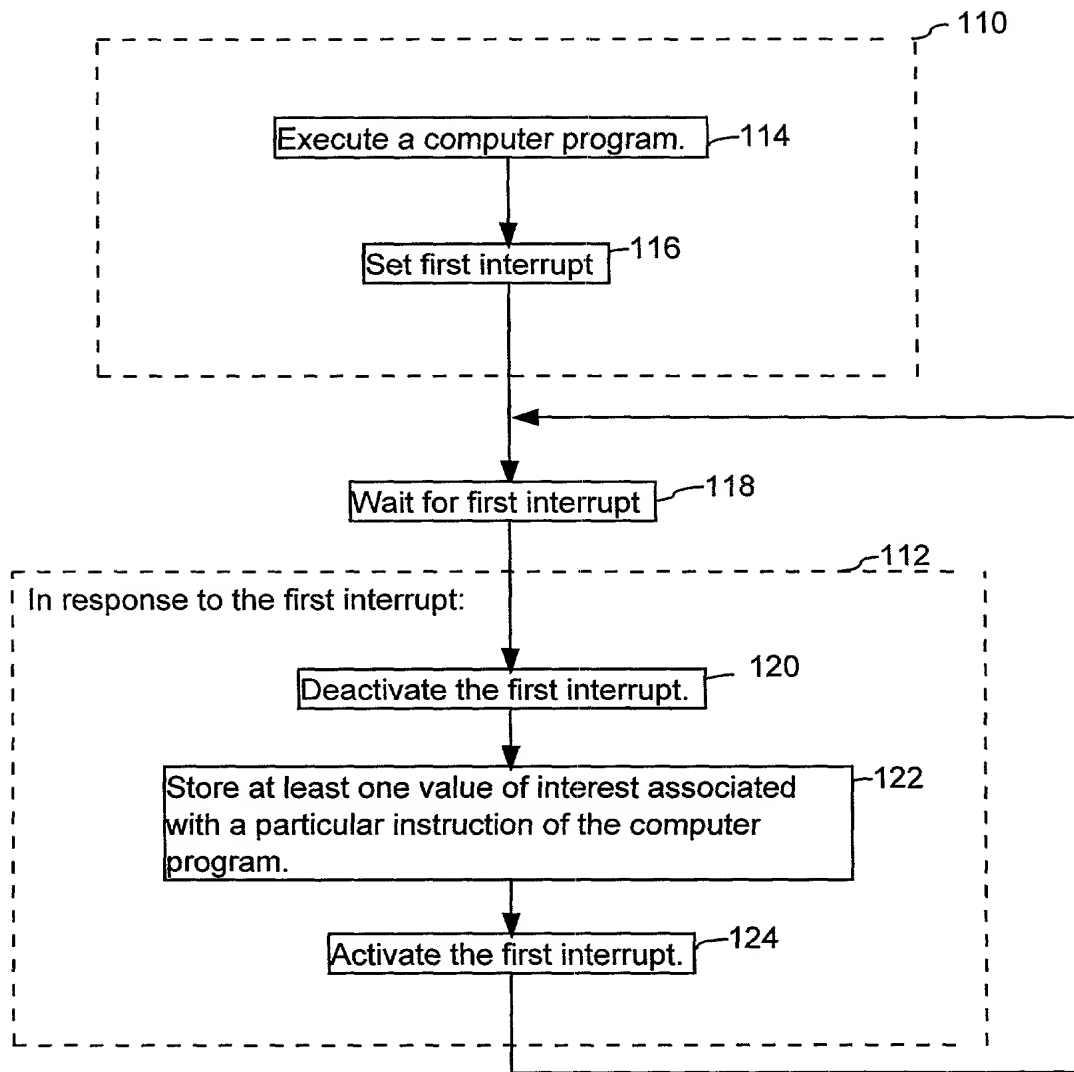 110
Execute a computer program.
114
Set first interrupt
116
Wait for first interrupt
118
112
In response to the first interrupt:
Deactivate the first interrupt.
120
Store at least one value of interest associated
with a particular instruction of the computer
program.
122
Activate the first interrupt.
124